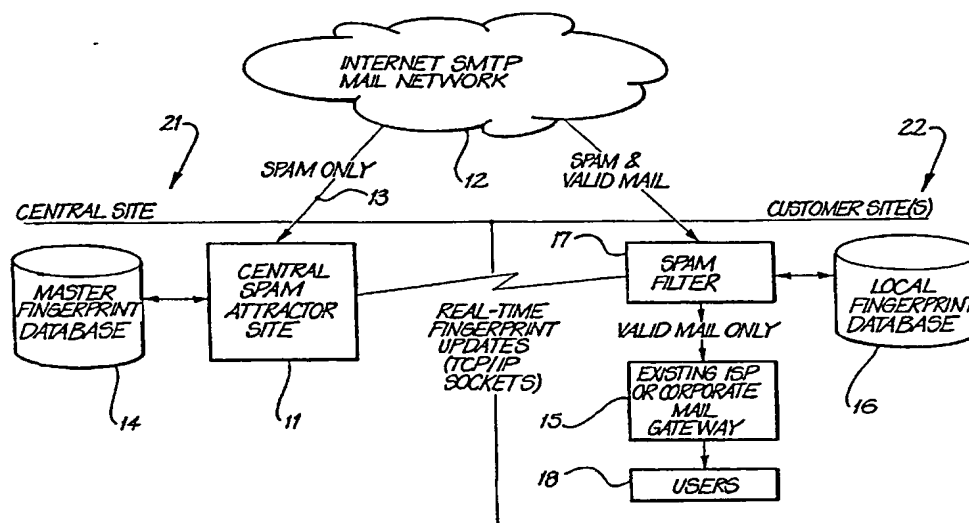 INTERNET SMTP
MAIL NETWORK
21
22
SPAM ONLY
13
12
SPAM &
VALID MAIL
CENTRAL SITE
CUSTOMER SITE(S)
17
MASTER
FINGERPRINT
DATABASE
CENTRAL
SPAM
ATTRACTOR
SITE
SPAM
FILTER
LOCAL
FINGERPRINT
DATABASE
REAL-TIME
FINGERPRINT
UPDATES
(TCP/IP
SOCKETS)
VALID MAIL ONLY
14
11
15
EXISTING ISP
OR CORPORATE
MAIL
GATEWAY
16
18
USERS